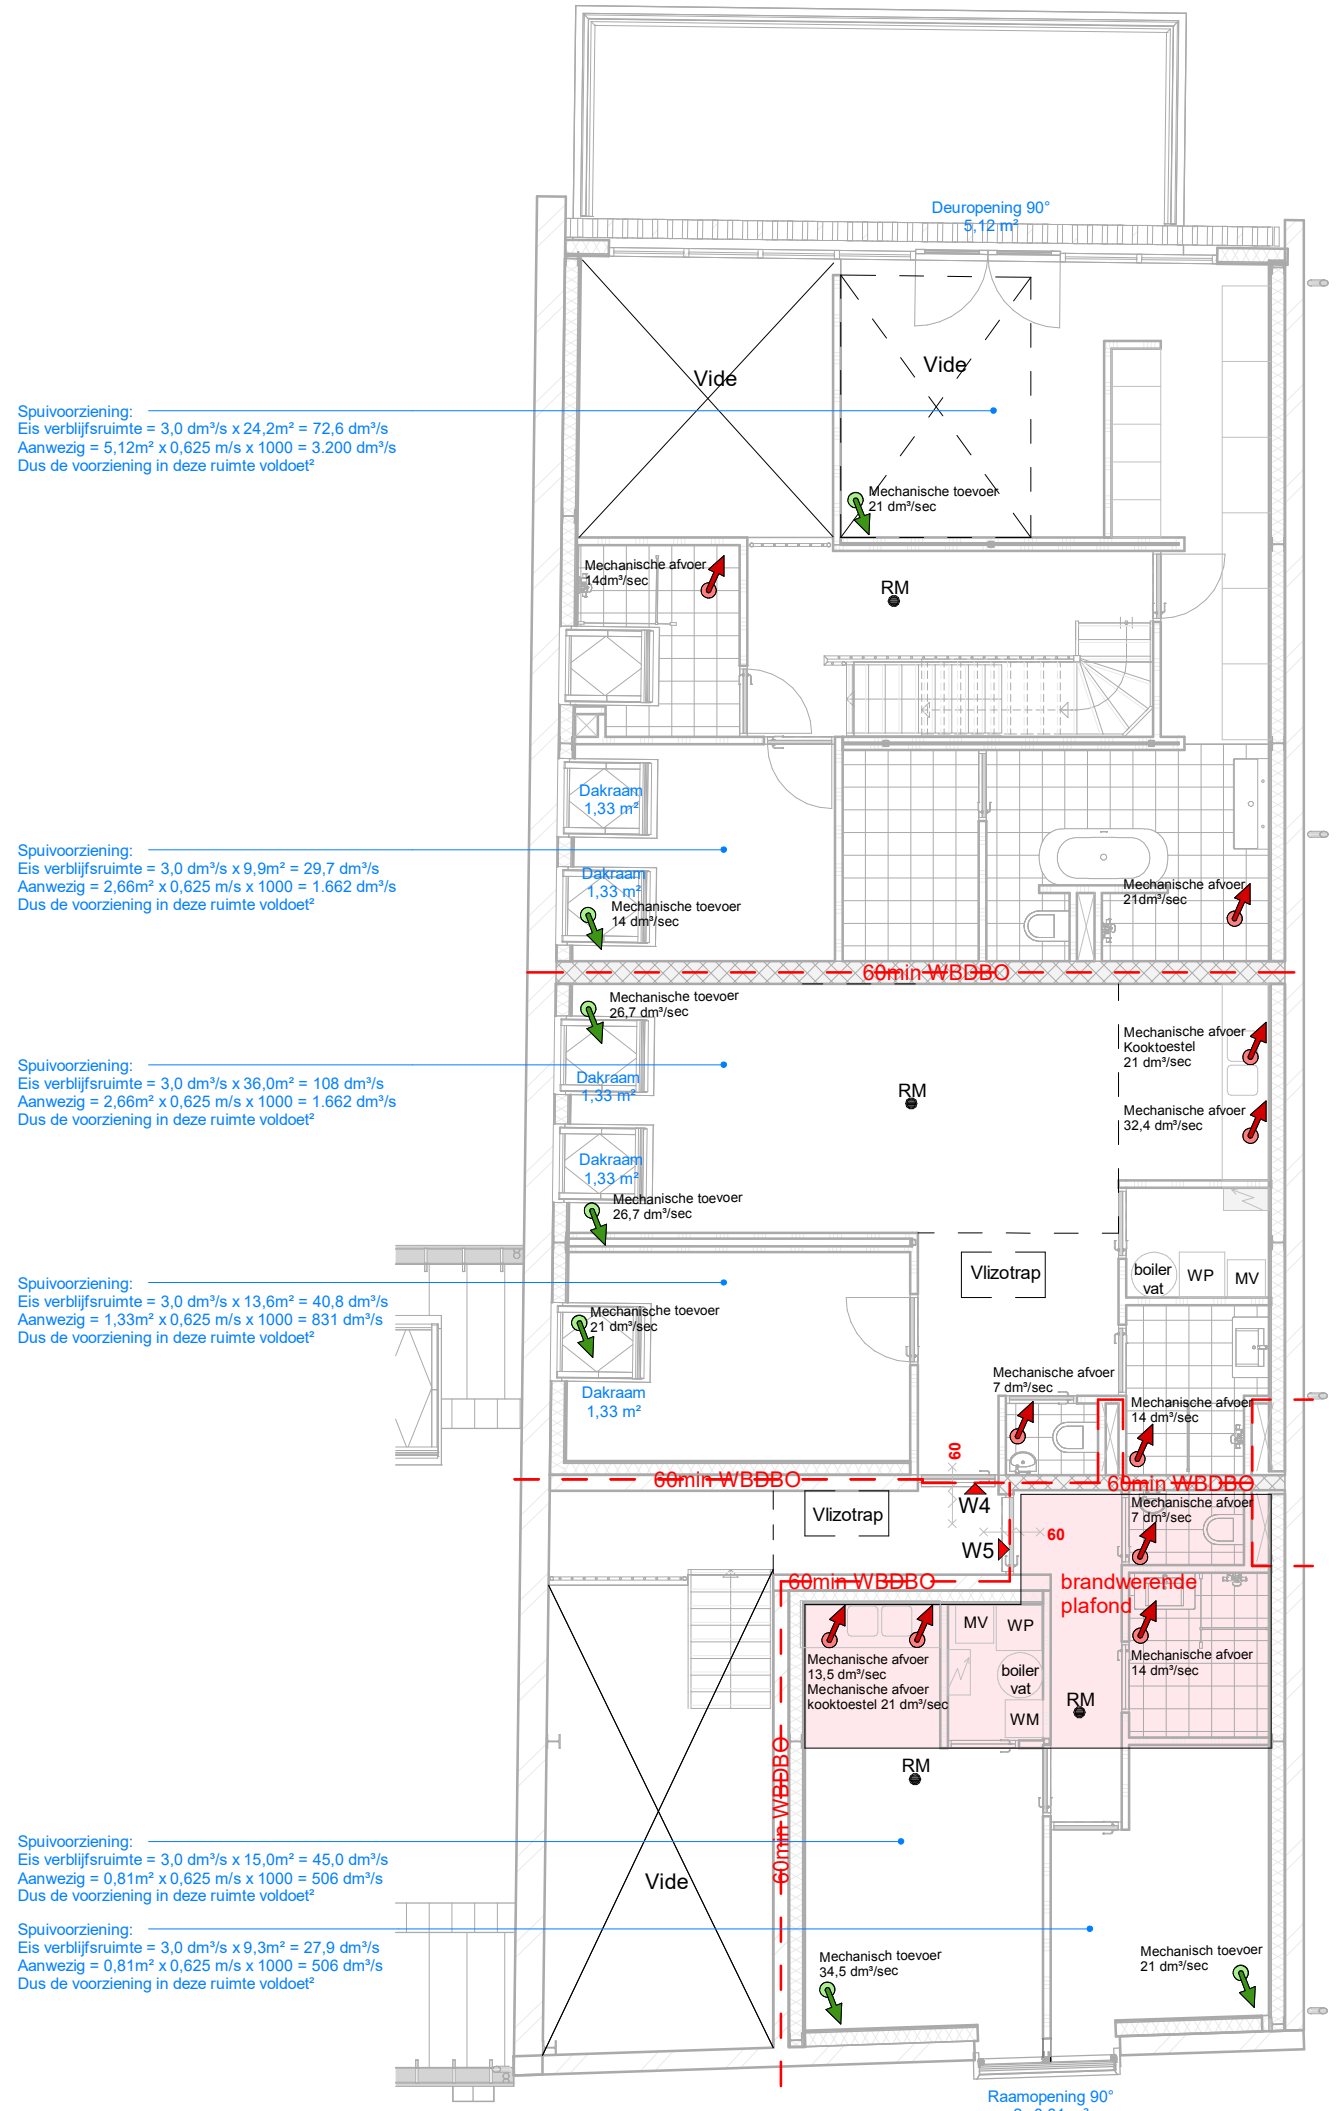 Deuropening 90°
5,12 m²
Vide
Vide
Spuivoorziening:
Eis verblijfsruimte = 3,0 dm³/s x 24,2m² = 72,6 dm³/s
Aanwezig = 5,12m² x 0,625 m/s x 1000 = 3.200 dm³/s
Dus de voorziening in deze ruimte voldoet²
Mechanische toevoer
21 dm³/sec
Mechanische afvoer
14dm³/sec
RM
Dakraam
1,33 m²
Spuivoorziening:
Eis verblijfsruimte = 3,0 dm³/s x 9,9m² = 29,7 dm³/s
Aanwezig = 2,66m² x 0,625 m/s x 1000 = 1.662 dm³/s
Dus de voorziening in deze ruimte voldoet²
Dakraam
1,33 m²
Mechanische toevoer
14 dm³/sec
Mechanische afvoer
21dm³/sec
60min WBDBO
Mechanische toevoer
26,7 dm³/sec
Mechanische afvoer
Kooktoestel
21 dm³/sec
Spuivoorziening:
Eis verblijfsruimte = 3,0 dm³/s x 36,0m² = 108 dm³/s
Aanwezig = 2,66m² x 0,625 m/s x 1000 = 1.662 dm³/s
Dus de voorziening in deze ruimte voldoet²
Dakraam
1,33 m²
RM
Mechanische afvoer
32,4 dm³/sec
Dakraam
1,33 m²
Mechanische toevoer
26,7 dm³/sec
Vlizotrap
boiler
vat
WP
MV
Spuivoorziening:
Eis verblijfsruimte = 3,0 dm³/s x 13,6m² = 40,8 dm³/s
Aanwezig = 1,33m² x 0,625 m/s x 1000 = 831 dm³/s
Dus de voorziening in deze ruimte voldoet²
Mechanische toevoer
21 dm³/sec
Dakraam
1,33 m²
Mechanische afvoer
7 dm³/sec
Mechanische afvoer
14 dm³/sec
60
60min WBDBO
60min WBDBO
W4
Vlizotrap
Mechanische afvoer
7 dm³/sec
60
W5
60min WBDBO
brandwerende
plafond
MV
WP
Mechanische afvoer
13,5 dm³/sec
Mechanische afvoer
kooktoestel 21 dm³/sec
boiler
vat
WM
Mechanische afvoer
14 dm³/sec
RM
RM
60min WBDBO
Vide
Spuivoorziening:
Eis verblijfsruimte = 3,0 dm³/s x 15,0m² = 45,0 dm³/s
Aanwezig = 0,81m² x 0,625 m/s x 1000 = 506 dm³/s
Dus de voorziening in deze ruimte voldoet²
Spuivoorziening:
Eis verblijfsruimte = 3,0 dm³/s x 9,3m² = 27,9 dm³/s
Aanwezig = 0,81m² x 0,625 m/s x 1000 = 506 dm³/s
Dus de voorziening in deze ruimte voldoet²
Mechanisch toevoer
34,5 dm³/sec
Mechanisch toevoer
21 dm³/sec
Raamopening 90°